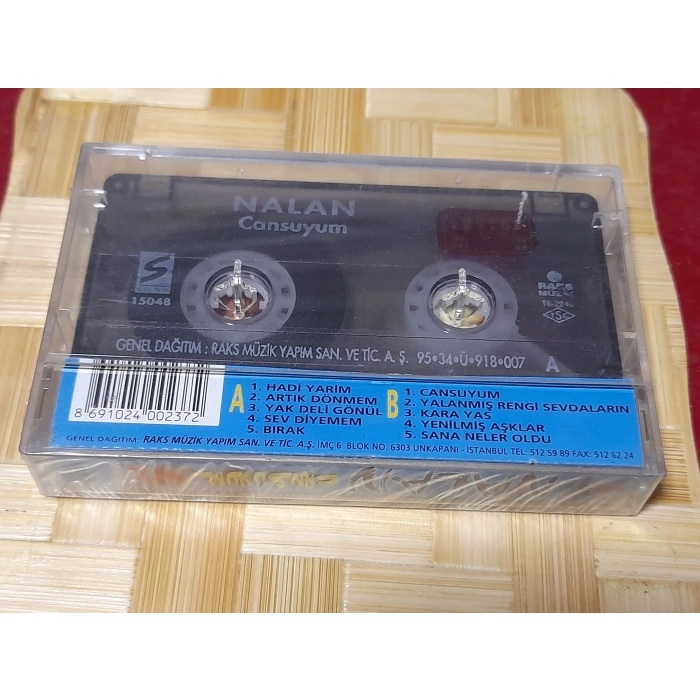 NALAN
Cansuyum
S
15048
RAKS
MÜZİK
TSE
GENEL DAĞITIM : RAKS MÜZİK YAPIM SAN. VE TİC. A. Ş. 95•34•Ü•918•007
A
8 691024 002372
A
1. HADİ YARİM
2. ARTIK DÖNMEM
3. YAK DELİ GÖNÜL
4. SEV DİYEMEM
5. BIRAK
B
1. CANSUYUM
2. YALANMIŞ RENGİ SEVDALARIN
3. KARA YAS
4. YENİLMİŞ AŞKLAR
5. SANA NELER OLDU
GENEL DAĞITIM: RAKS MÜZİK YAPIM SAN. VE TİC. A.Ş. İMÇ 6. BLOK NO: 6303 UNKAPANI - İSTANBUL TEL: 512 59 89 FAX: 512 62 24
CANSUYUM